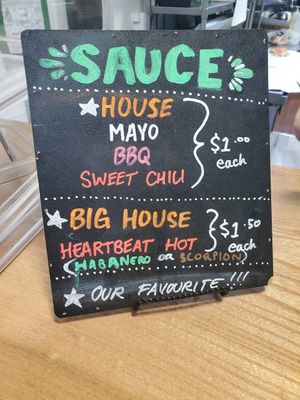 SAUCE
☆ HOUSE
MAYO
BBQ
SWEET CHILI
$1.00
each
☆ BIG HOUSE
HEARTBEAT HOT
(HABANERO OR SCORPION)
$1.50
each
☆ OUR FAVOURITE!!!